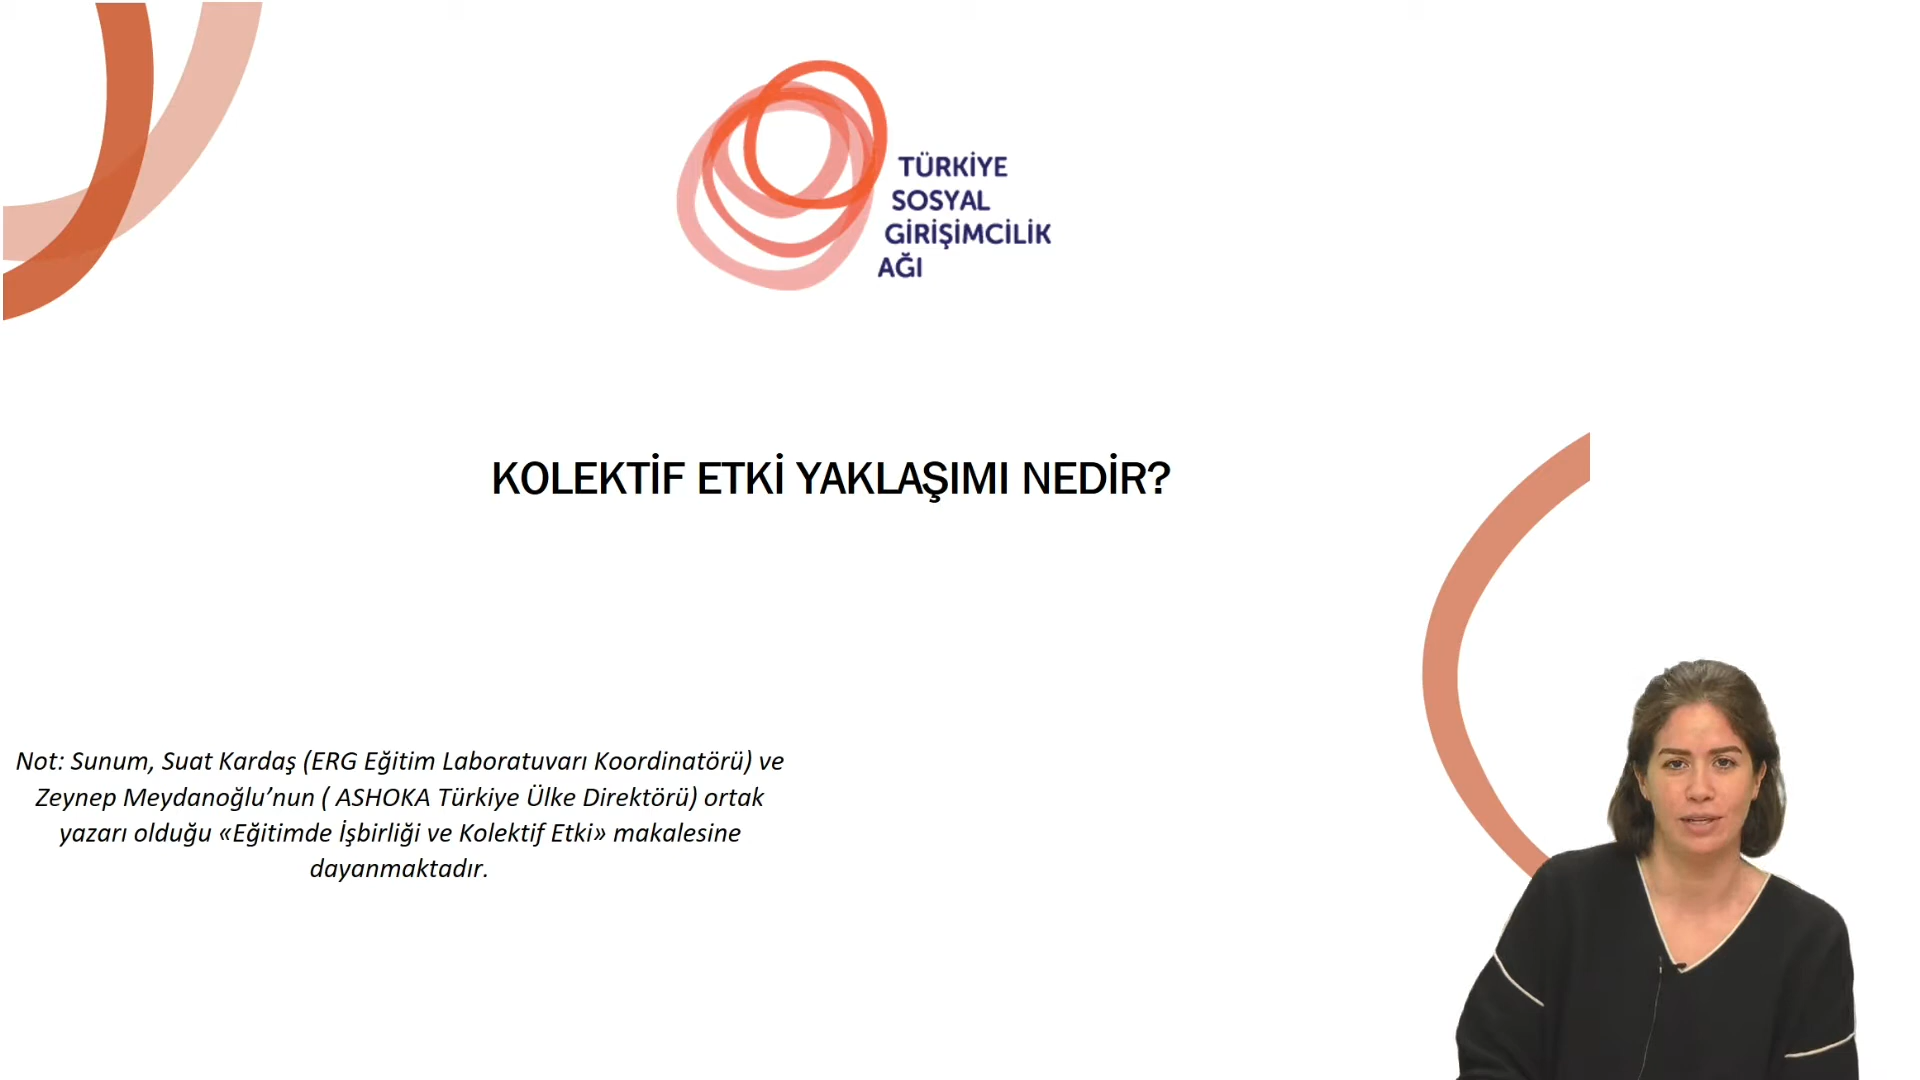 TÜRKİYE
SOSYAL
GİRİŞİMCİLİK
AĞI
KOLEKTİF ETKİ YAKLAŞIMI NEDİR?
Not: Sunum, Suat Kardaş (ERG Eğitim Laboratuvarı Koordinatörü) ve
Zeynep Meydanoğlu’nun ( ASHOKA Türkiye Ülke Direktörü) ortak
yazarı olduğu «Eğitimde İşbirliği ve Kolektif Etki» makalesine
dayanmaktadır.